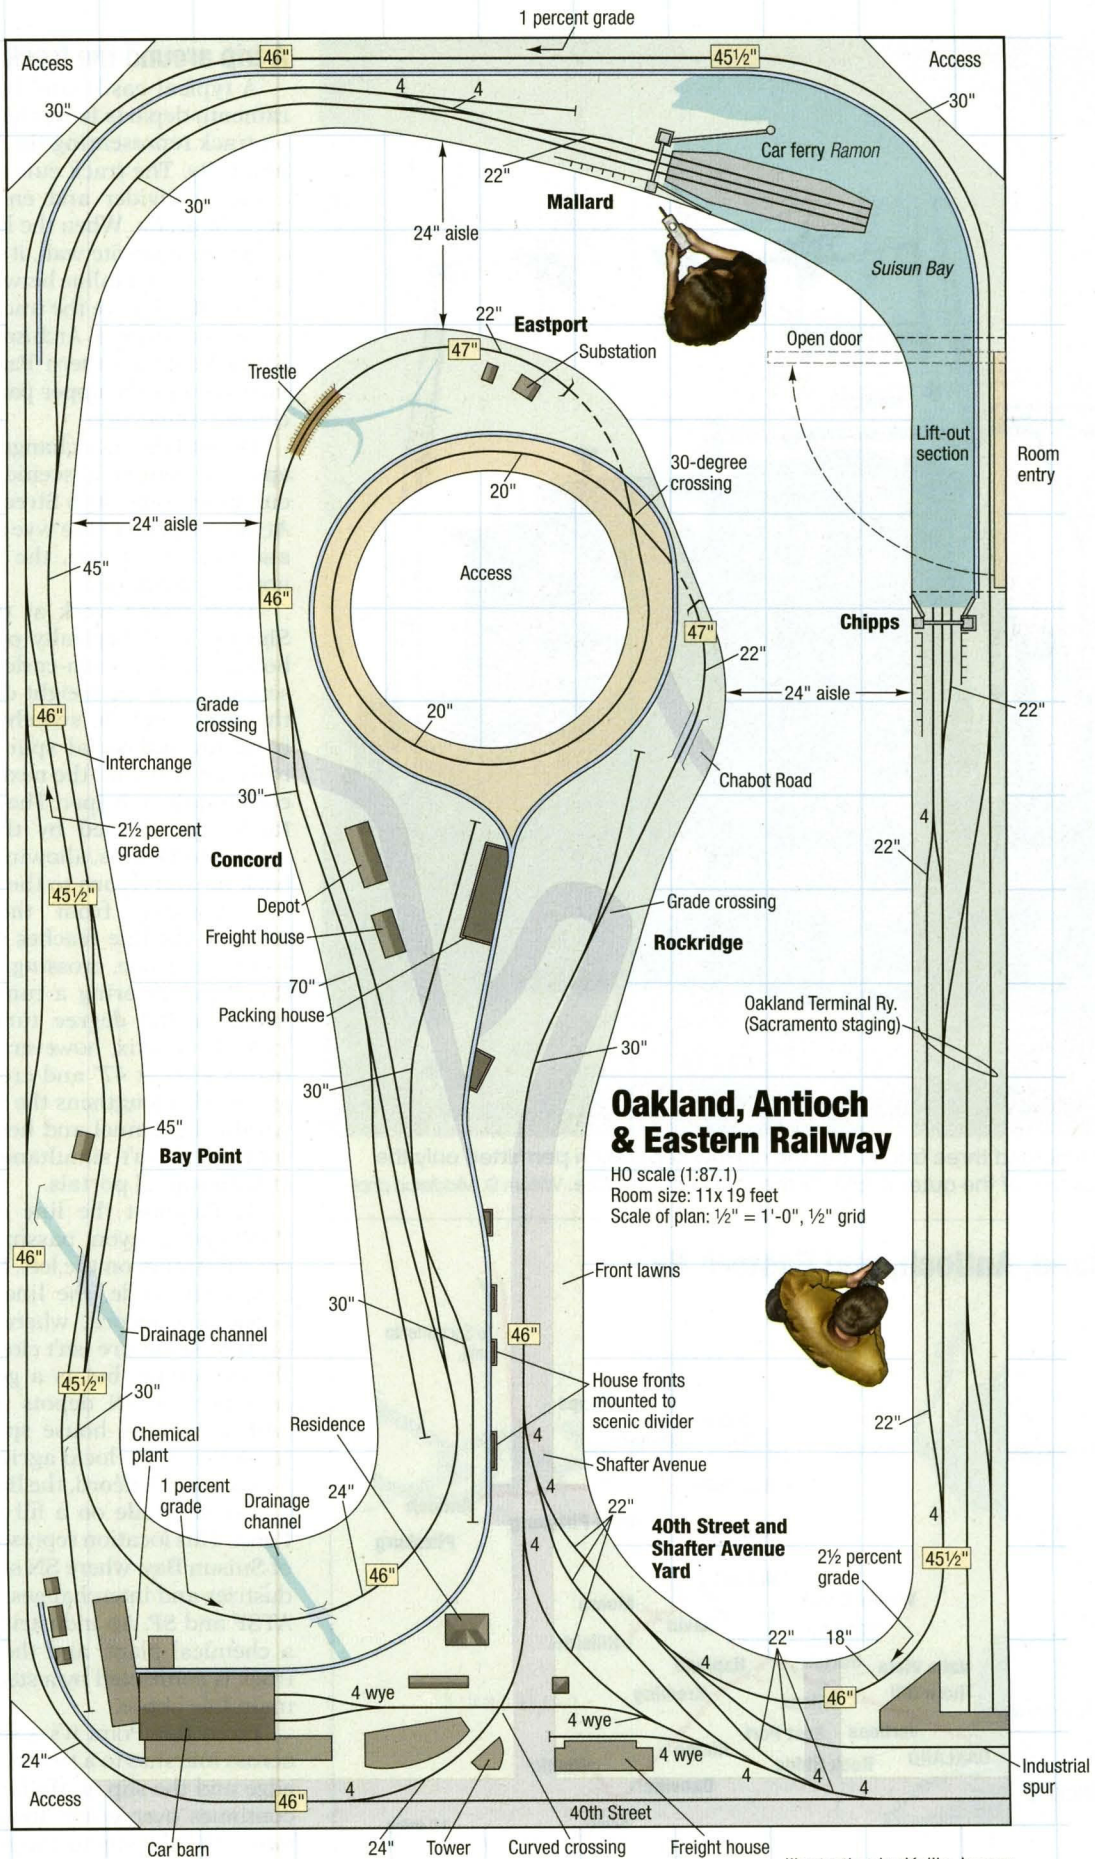 1 percent grade
Access
46"
45½"
Access
30"
4
4
30"
Car ferry Ramon
22"
30"
Mallard
24" aisle
Suisun Bay
22"
Eastport
47"
Substation
Open door
Trestle
Lift-out
section
Room
entry
30-degree
crossing
20"
24" aisle
45"
Access
46"
Chipps
47"
22"
24" aisle
22"
46"
Grade
crossing
20"
Interchange
Chabot Road
30"
2½ percent
grade
4
22"
Concord
45½"
Depot
Grade crossing
Freight house
Rockridge
70"
Packing house
Oakland Terminal Ry.
(Sacramento staging)
30"
30"
Oakland, Antioch
& Eastern Railway
HO scale (1:87.1)
Room size: 11x 19 feet
Scale of plan: ½" = 1'-0", ½" grid
45"
Bay Point
46"
Front lawns
30"
46"
Drainage channel
45½"
30"
House fronts
mounted to
scenic divider
22"
Residence
Chemical
plant
4
Shafter Avenue
1 percent
grade
Drainage
channel
24"
4
22"
4
40th Street and
Shafter Avenue
Yard
4
2½ percent
grade
45½"
46"
22"
18"
4
46"
4 wye
4 wye
4 wye
24"
Industrial
spur
4
4
4
Access
46"
4
40th Street
Car barn
24"
Tower
Curved crossing
Freight house